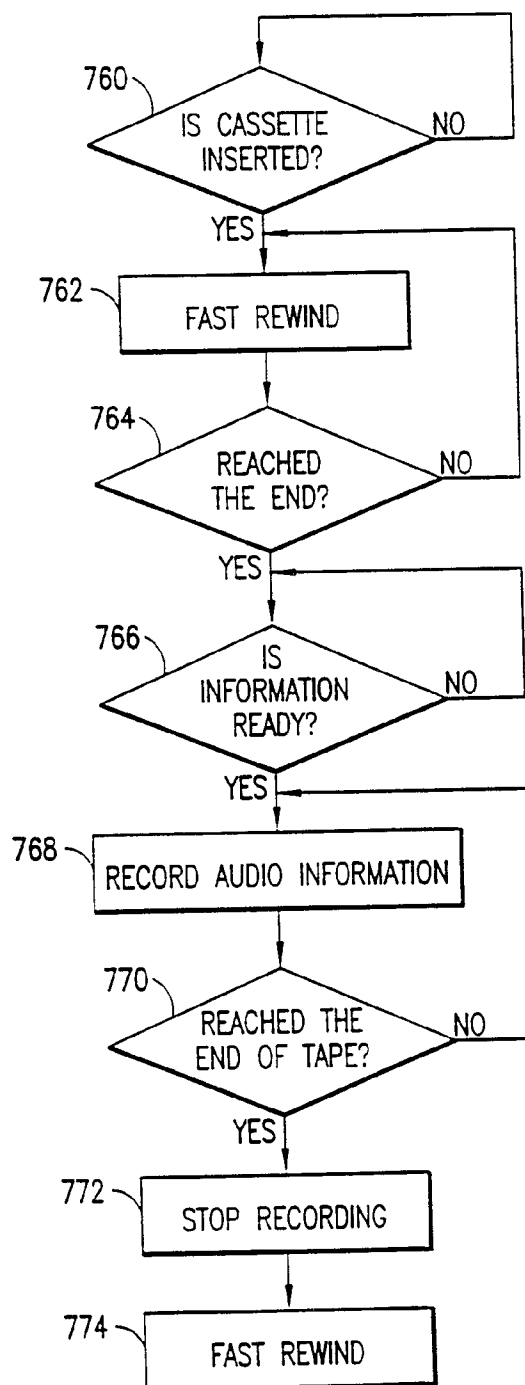 760
IS CASSETTE
INSERTED?
NO
YES
762
FAST REWIND
764
REACHED
THE END?
NO
YES
766
IS
INFORMATION
READY?
NO
YES
768
RECORD AUDIO INFORMATION
770
REACHED THE
END OF TAPE?
NO
YES
772
STOP RECORDING
774
FAST REWIND